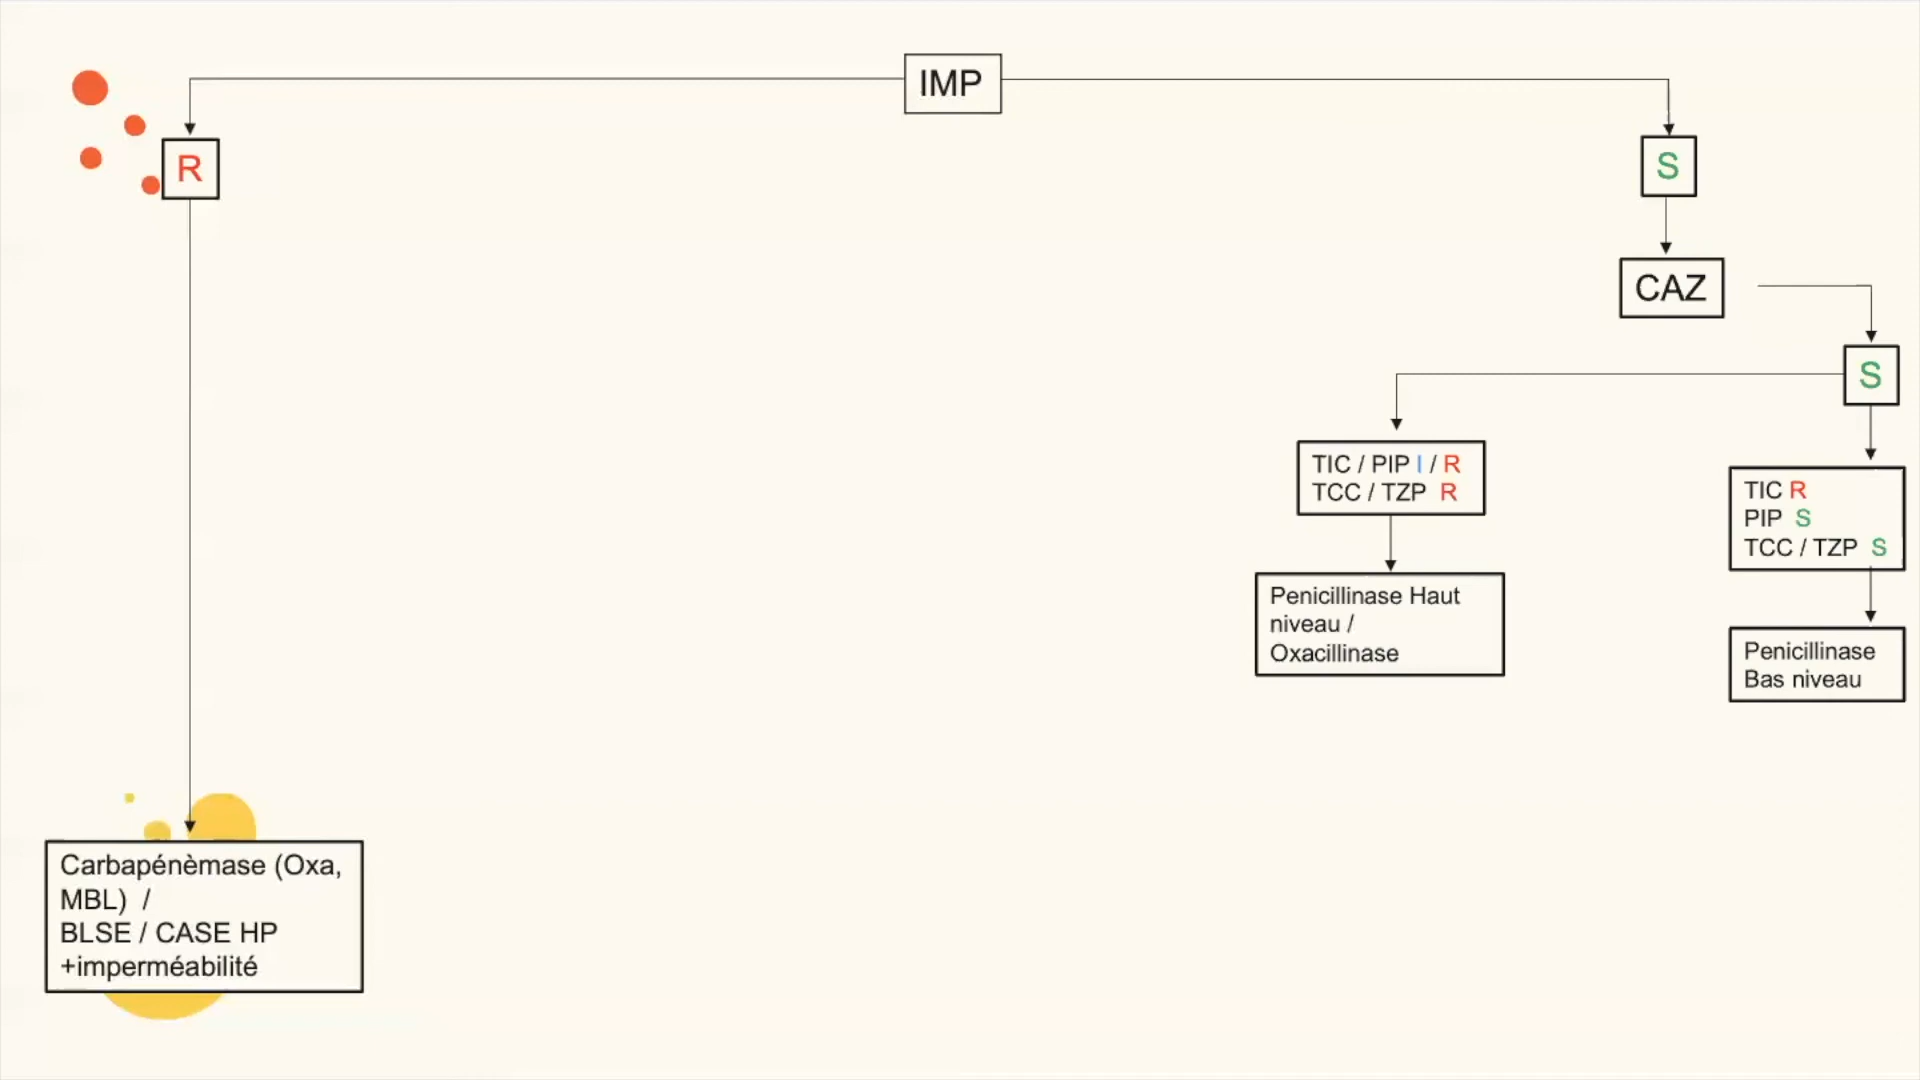 IMP
R
S
CAZ
S
TIC / PIP I / R
TCC / TZP R
TIC R
PIP S
TCC / TZP S
Penicillinase Haut
niveau /
Oxacillinase
Penicillinase
Bas niveau
Carbapénèmase (Oxa,
MBL) /
BLSE / CASE HP
+imperméabilité